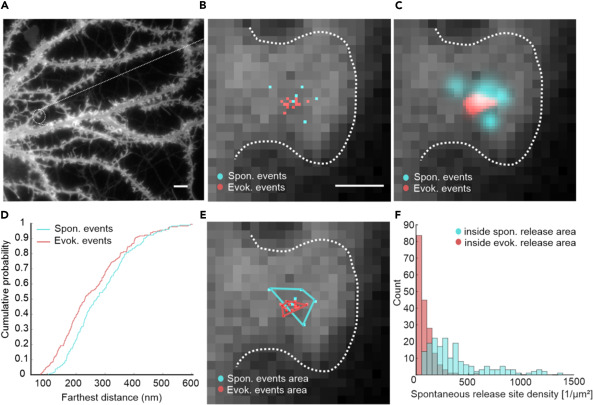 A
B
C
Spon. events
Evok. events
Spon. events
Evok. events
D
E
F
Spon. events
Evok. events
Cumulative probability
1
0.9
0.8
0.7
0.6
0.5
0.4
0.3
0.2
0.1
0
100 200 300 400 500 600
Farthest distance (nm)
Spon. events area
Evok. events area
inside spon. release area
inside evok. release area
Count
90
80
70
60
50
40
30
20
10
0
0 500 1000 1500
Spontaneous release site density [1/µm²]